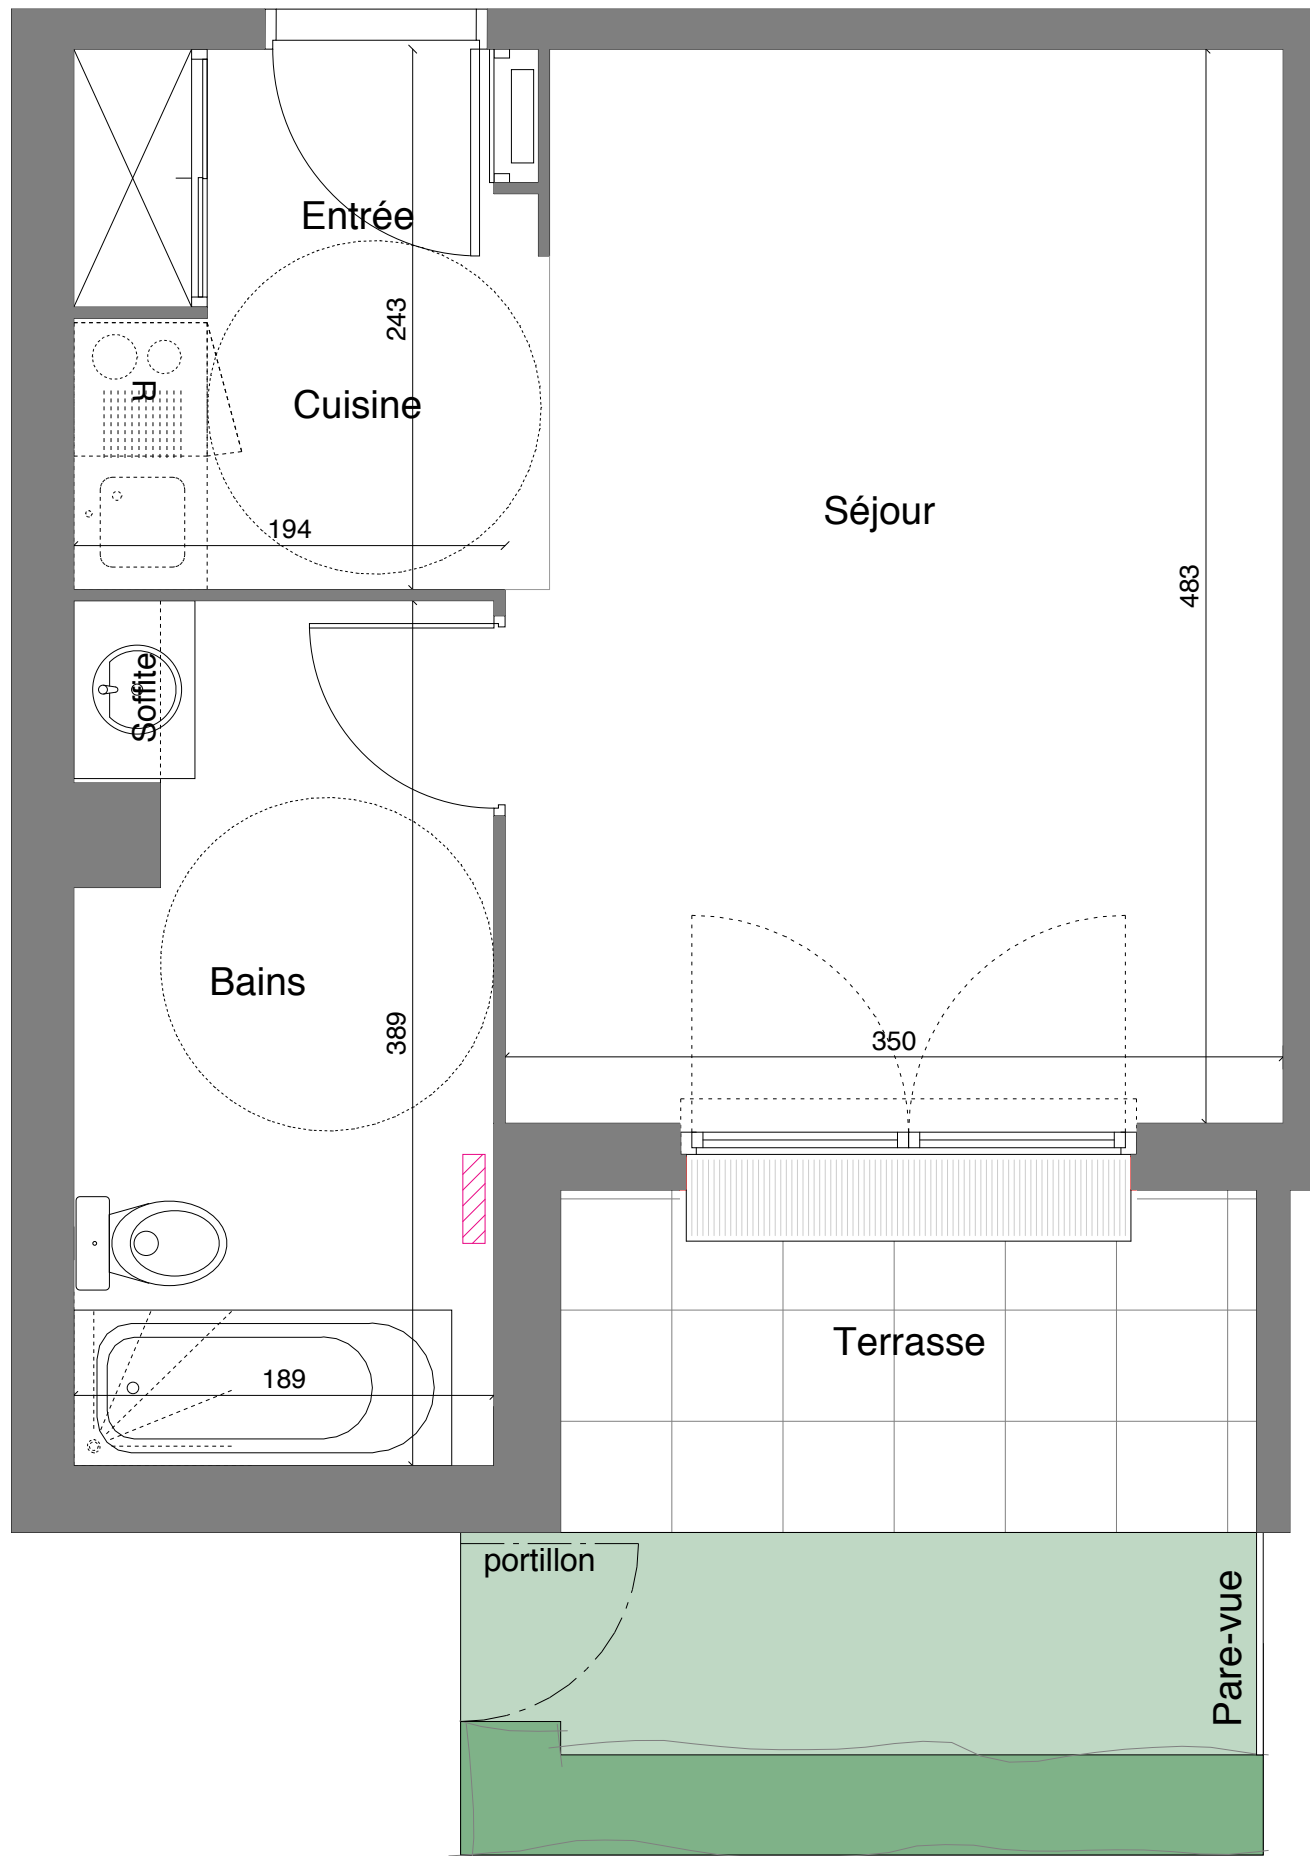 Entrée
243
Cuisine
R
194
Séjour
483
Soffite
Bains
389
350
Terrasse
189
portillon
Pare-vue